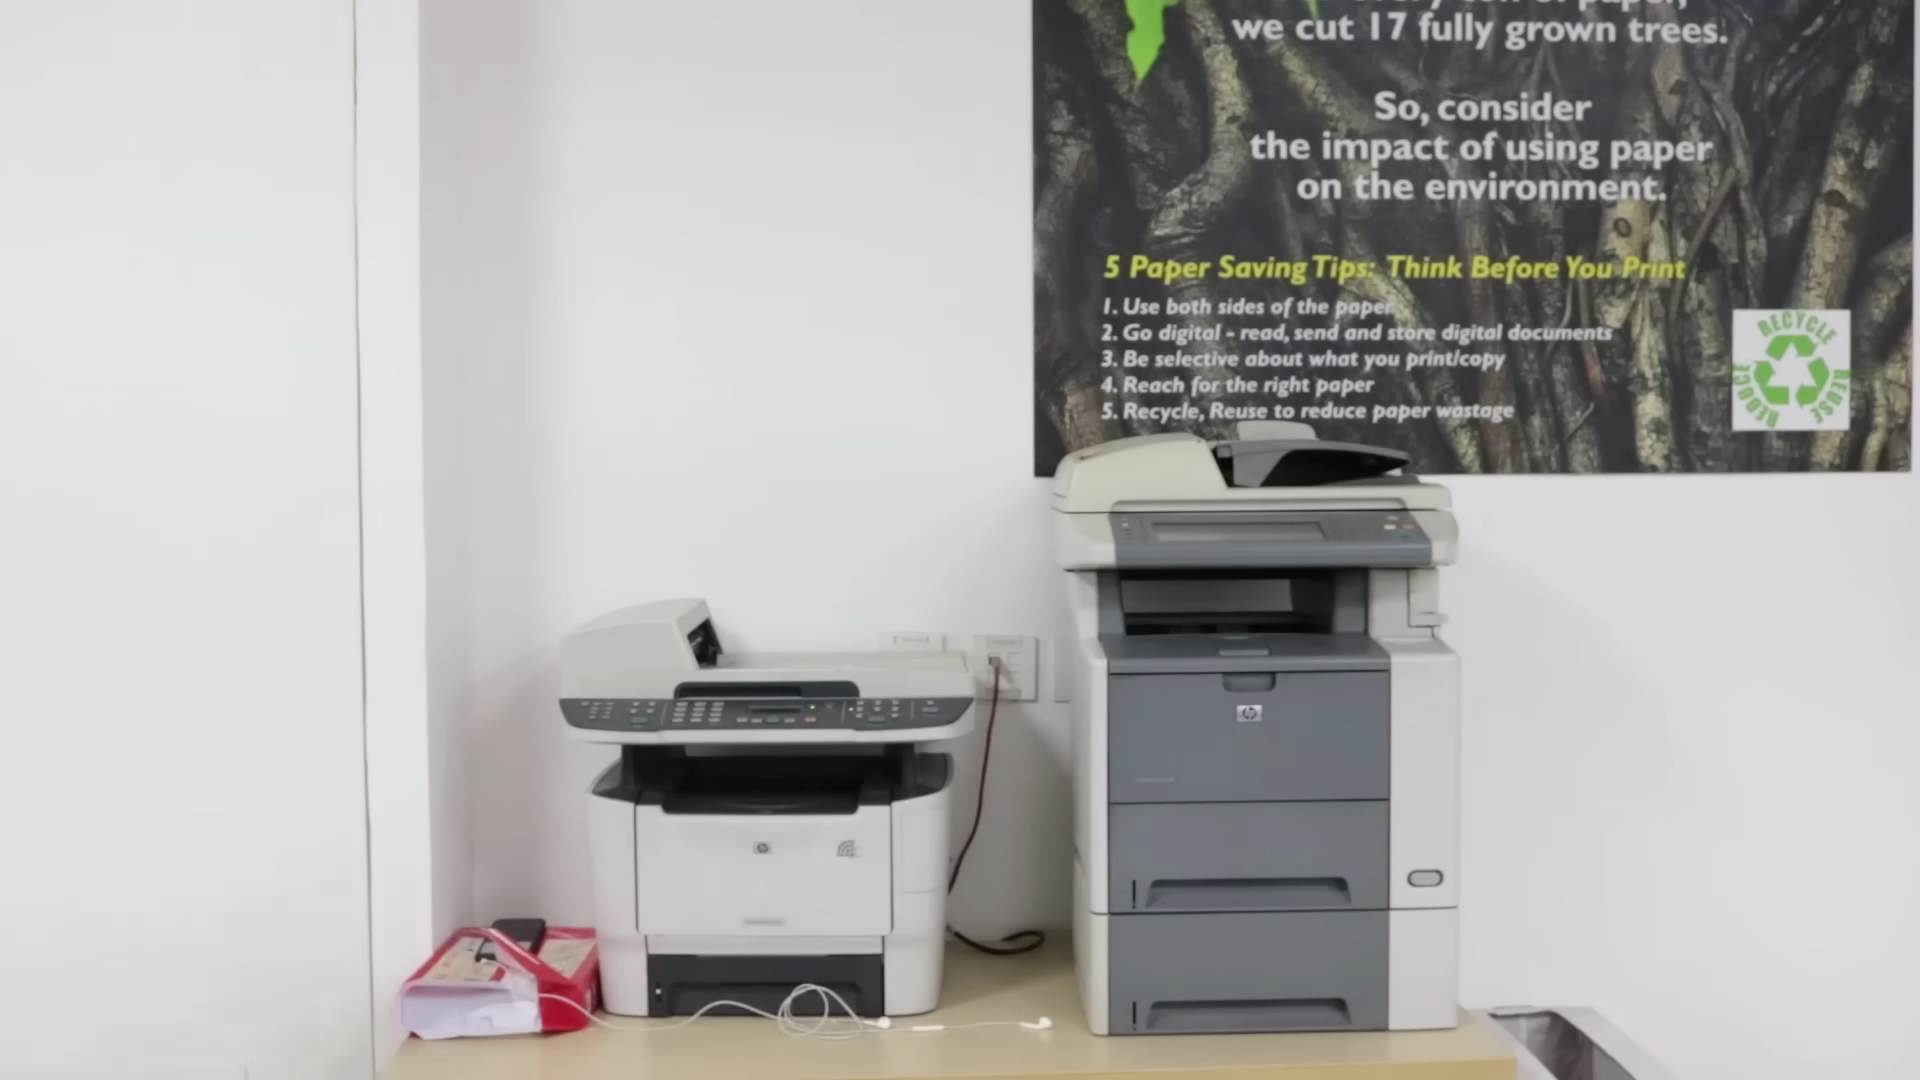 we cut 17 fully grown trees.
So, consider
the impact of using paper
on the environment.
5 Paper Saving Tips: Think Before You Print
1. Use both sides of the paper
2. Go digital - read, send and store digital documents
3. Be selective about what you print/copy
4. Reach for the right paper
5. Recycle, Reuse to reduce paper wastage
RECYCLE
REUSE
REDUCE
hp
hp